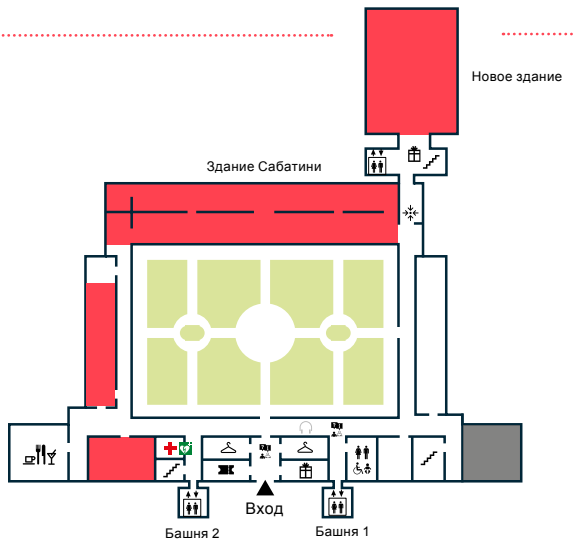 Новое здание
Здание Сабатини
Вход
Башня 2
Башня 1